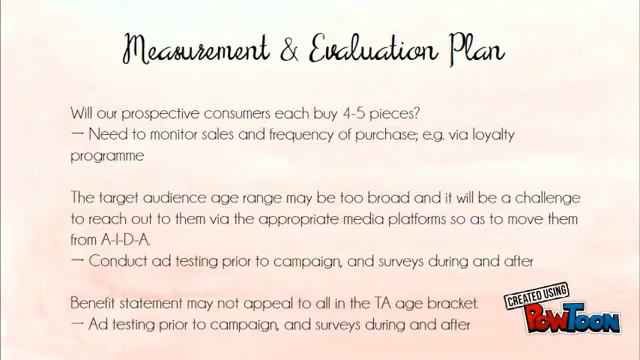 Measurement & Evaluation Plan
Will our prospective consumers each buy 4-5 pieces?
— Need to monitor sales and frequency of purchase; e.g. via loyalty
programme
The target audience age range may be too broad and it will be a challenge
to reach out to them via the appropriate media platforms so as to move them
from A-I-D-A.
— Conduct ad testing prior to campaign, and surveys during and after
Benefit statement may not appeal to all in the TA age bracket.
— Ad testing prior to campaign, and surveys during and after
CREATED USING
POWTOON